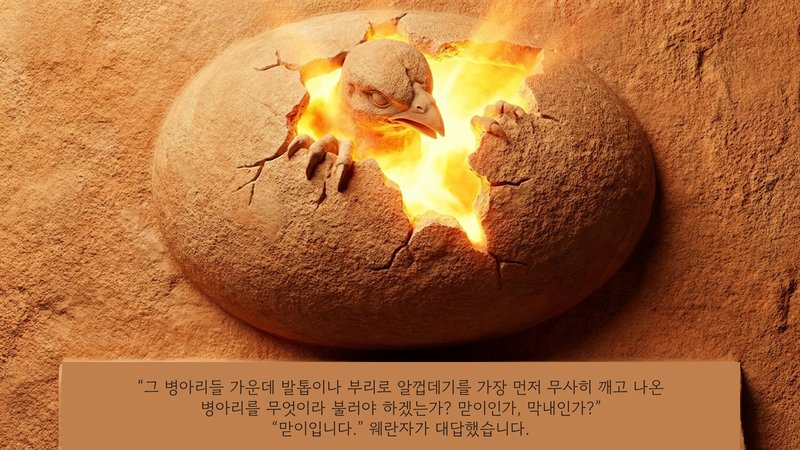 “그 병아리들 가운데 발톱이나 부리로 알껍데기를 가장 먼저 무사히 깨고 나온
병아리를 무엇이라 불러야 하겠는가? 맏이인가, 막내인가?”
“맏이입니다.” 웨란자가 대답했습니다.